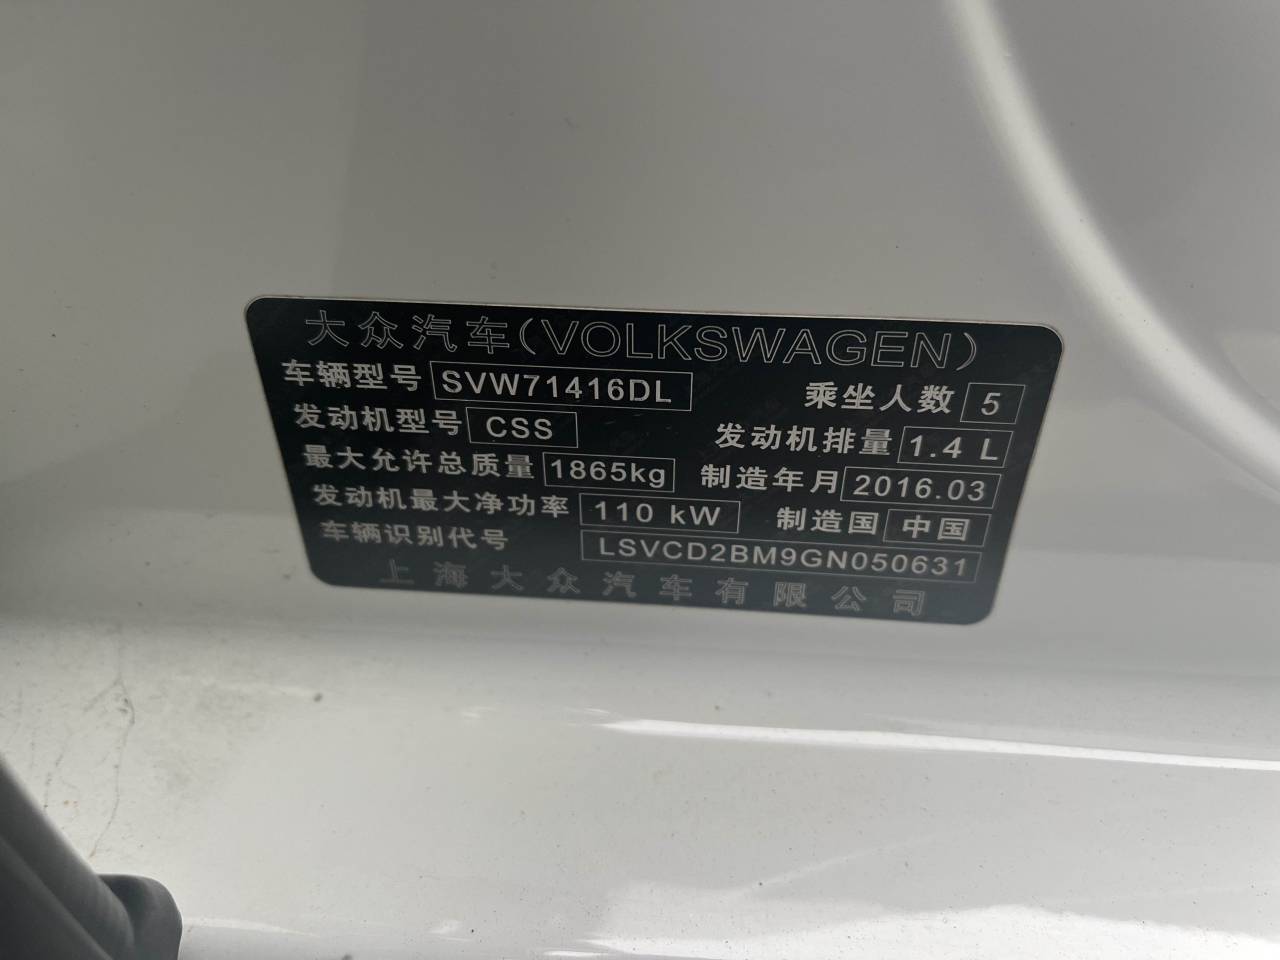 大众汽车(VOLKSWAGEN)
车辆型号 SVW71416DL 乘坐人数 5
发动机型号 CSS 发动机排量 1.4 L
最大允许总质量 1865kg 制造年月 2016.03
发动机最大净功率 110 kW 制造国 中国
车辆识别代号 LSVCD2BM9GN050631
上海大众汽车有限公司